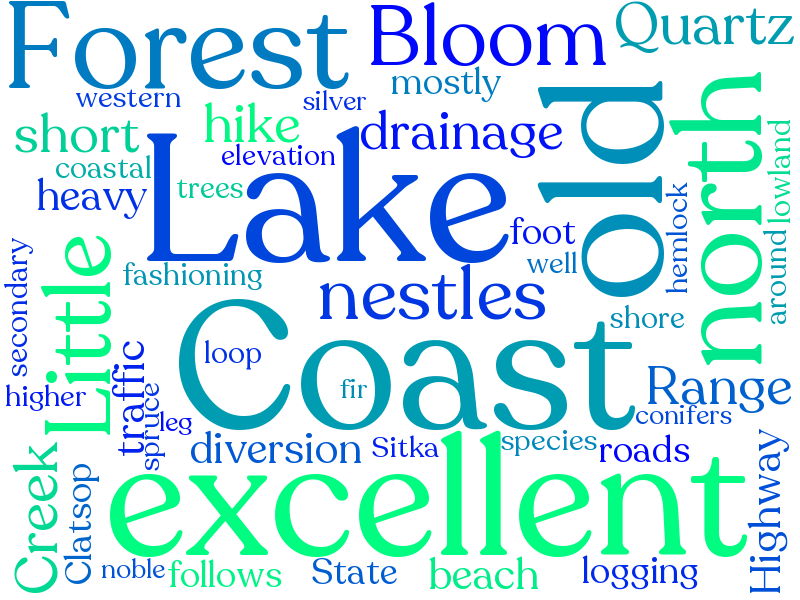 Forest
Bloom
Quartz
western
silver
mostly
short
hike
drainage
old
north
coastal
elevation
lowland
heavy
trees
Lake
foot
hemlock
well
around
secondary
Little
fashioning
nestles
shore
loop
Coast
fir
higher
traffic
spruce
leg
Range
conifers
diversion
Sitka
species
roads
Creek
Clatsop
excellent
Highway
noble
follows
State
beach
logging